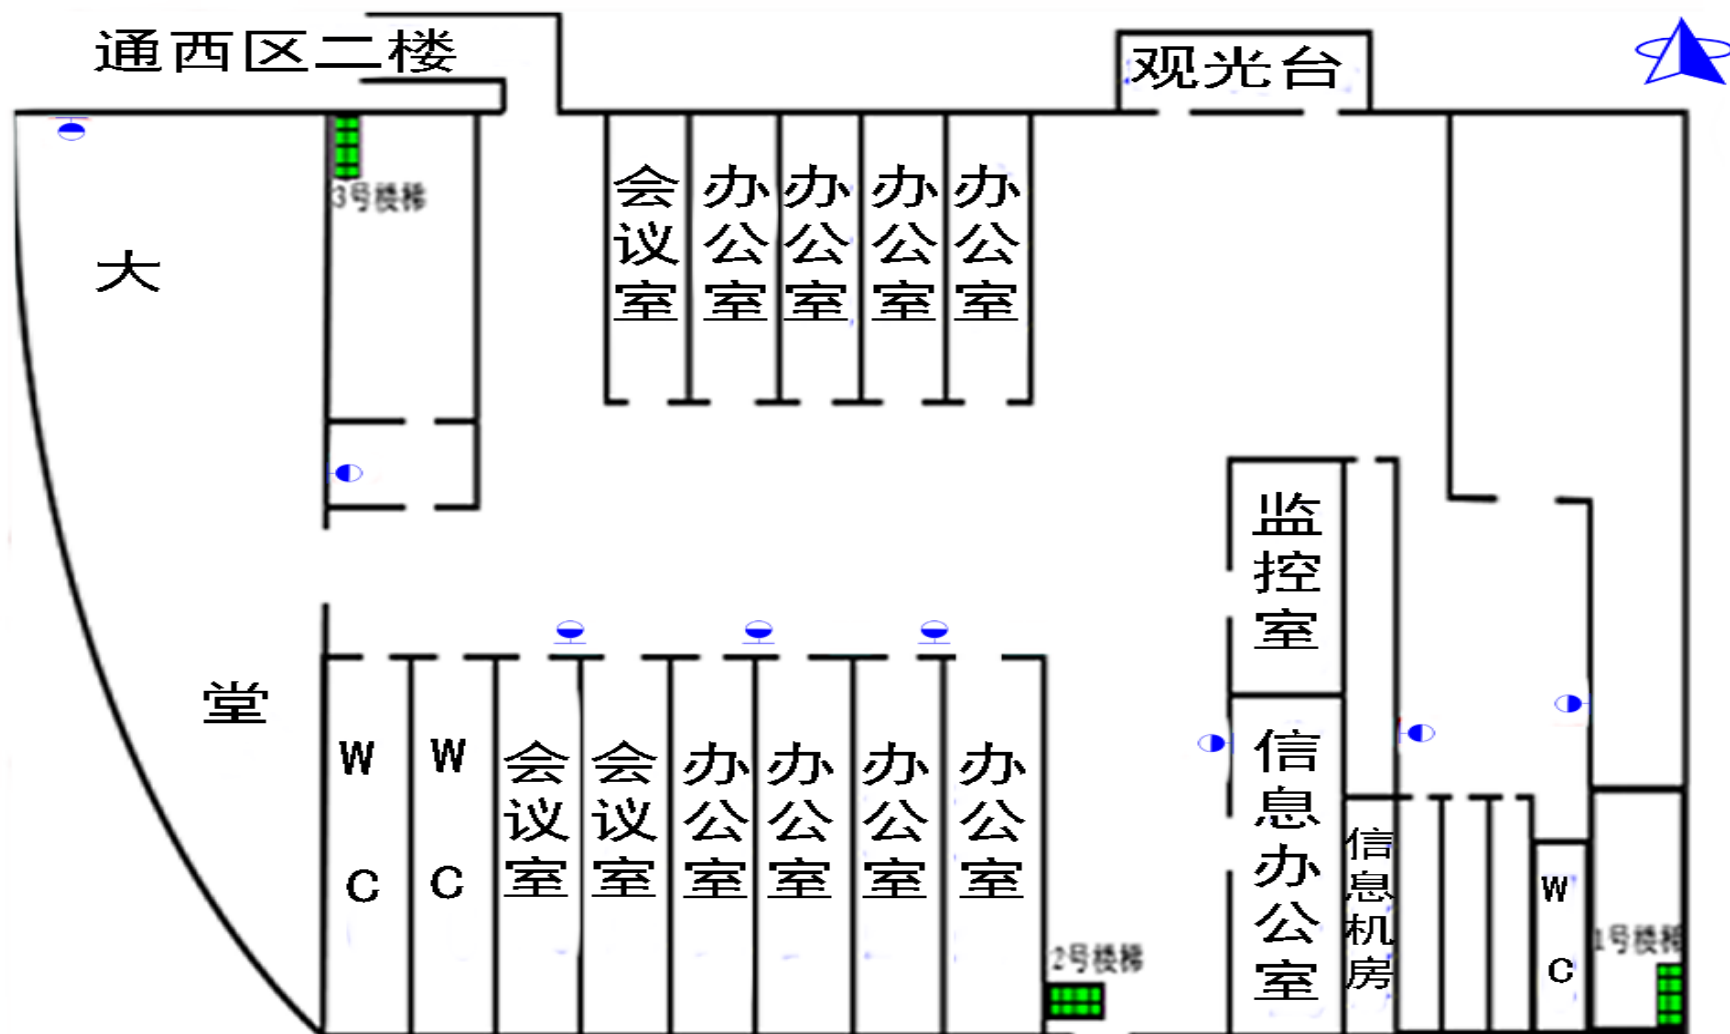 通西区二楼
观光台
3号楼梯
大堂
会议室
办公室
办公室
办公室
办公室
监控室
信息办公室
信息机房
WC
WC
会议室
会议室
办公室
办公室
办公室
办公室
2号楼梯
WC
1号楼梯